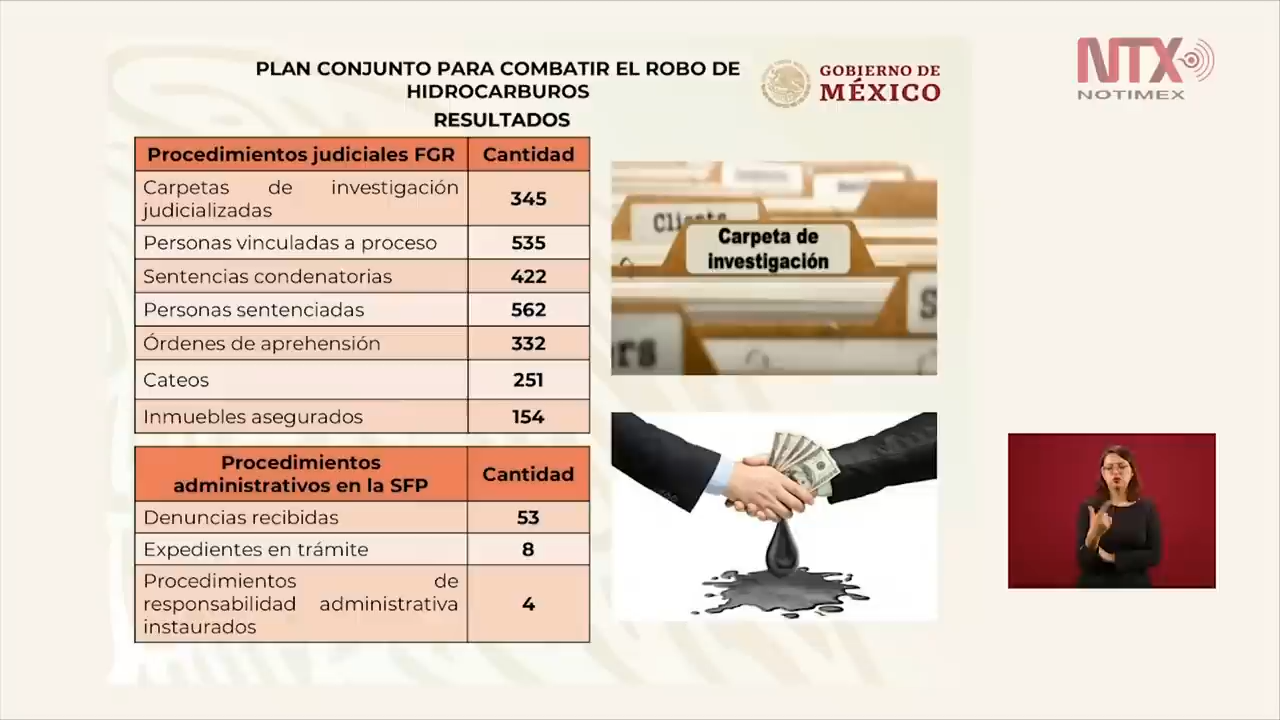 PLAN CONJUNTO PARA COMBATIR EL ROBO DE
HIDROCARBUROS
RESULTADOS
GOBIERNO DE
MÉXICO
NTX
NOTIMEX
Procedimientos judiciales FGR Cantidad
Carpetas de investigación
judicializadas
345
Personas vinculadas a proceso 535
Sentencias condenatorias 422
Personas sentenciadas 562
Órdenes de aprehensión 332
Cateos 251
Inmuebles asegurados 154
Procedimientos
administrativos en la SFP
Cantidad
Denuncias recibidas 53
Expedientes en trámite 8
Procedimientos de
responsabilidad administrativa
instaurados
4
Carpeta de
investigación